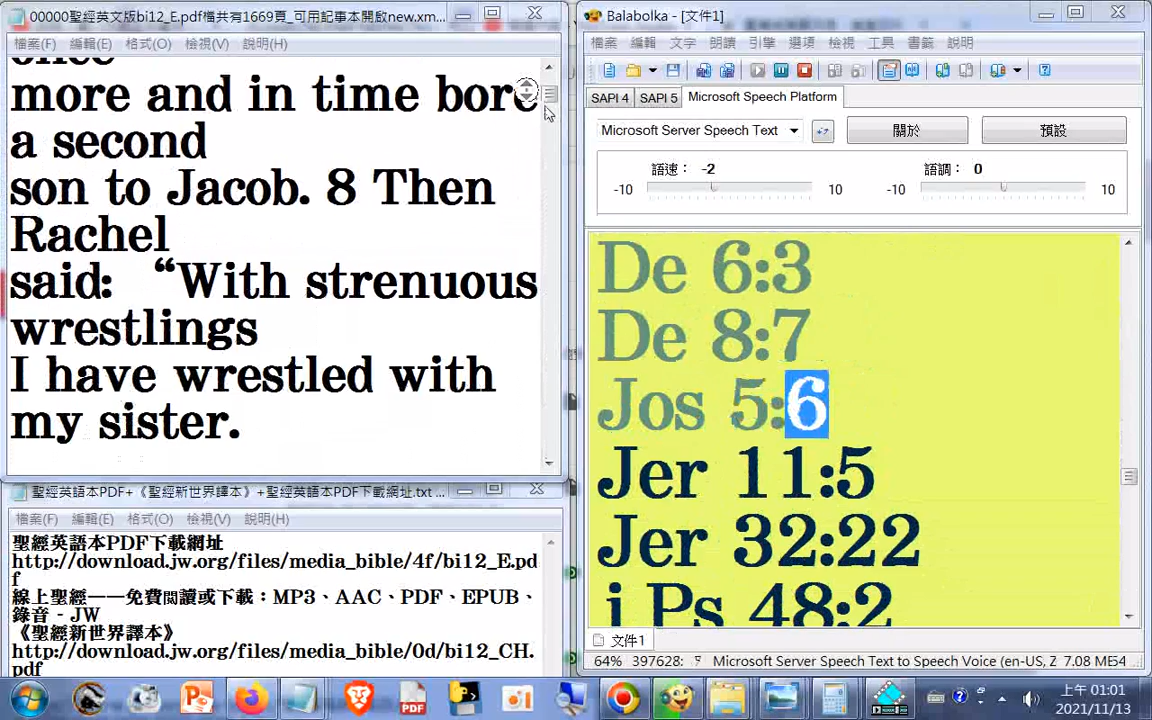 00000聖經英文版bi12_E.pdf檔共有1669頁_可用記事本開啟new.xm...
檔案(F) 編輯(E) 格式(O) 檢視(V) 說明(H)
once
more and in time bore
a second
son to Jacob. 8 Then
Rachel
said: “With strenuous
wrestlings
I have wrestled with
my sister.
聖經英語本PDF+《聖經新世界譯本》+聖經英語本PDF下載網址.txt ...
檔案(F) 編輯(E) 格式(O) 檢視(V) 說明(H)
聖經英語本PDF下載網址
http://download.jw.org/files/media_bible/4f/bi12_E.pd
f
線上聖經——免費閱讀或下載：MP3、AAC、PDF、EPUB、
錄音 - JW
《聖經新世界譯本》
http://download.jw.org/files/media_bible/0d/bi12_CH.
pdf
Balabolka - [文件1]
檔案 編輯 文字 朗讀 引擎 選項 檢視 工具 書籤 說明
SAPI 4 SAPI 5 Microsoft Speech Platform
Microsoft Server Speech Text 關於 預設
語速： -2 語調： 0
-10 10 -10 10
De 6:3
De 8:7
Jos 5:6
Jer 11:5
Jer 32:22
i Ps 48:2
文件1
64% 397628: Microsoft Server Speech Text to Speech Voice (en-US, Z 7.08 ME54
PDF
上午 01:01
2021/11/13